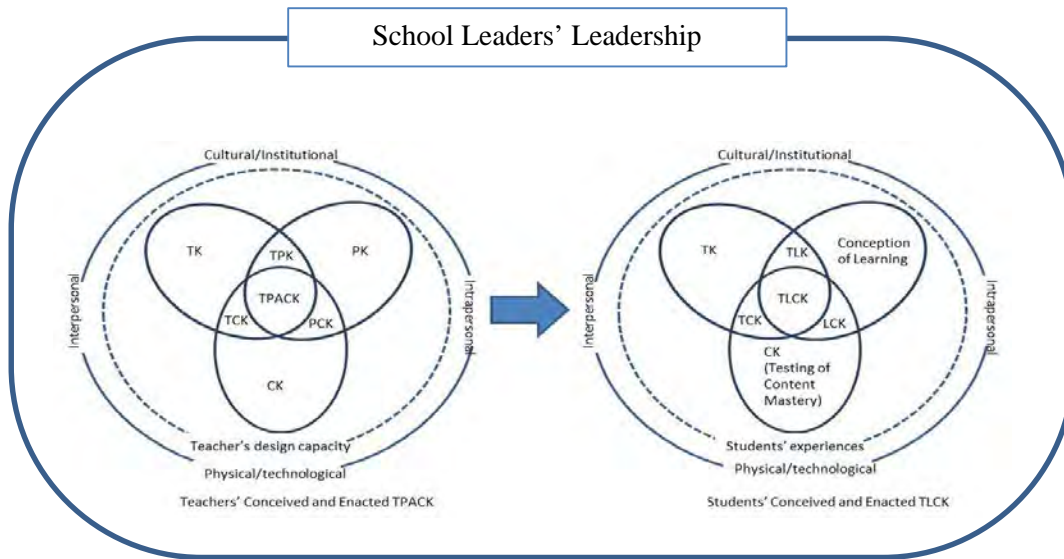 School Leaders’ Leadership
Cultural/Institutional
TK
TPK
PK
TPACK
TCK
PCK
CK
Interpersonal
Intrapersonal
Teacher’s design capacity
Physical/technological
Teachers’ Conceived and Enacted TPACK
Cultural/Institutional
TK
TLK
Conception
of Learning
TLCK
TCK
LCK
CK
(Testing of
Content
Mastery)
Interpersonal
Intrapersonal
Students’ experiences
Physical/technological
Students’ Conceived and Enacted TLCK